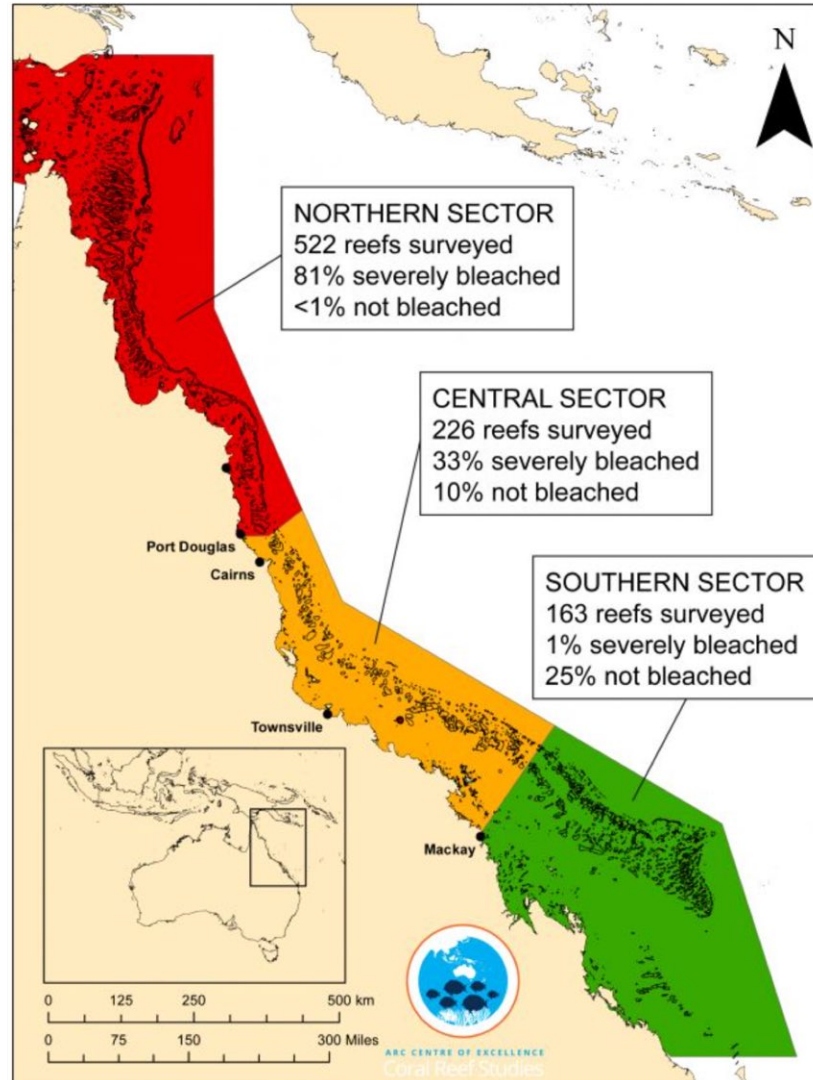 N
NORTHERN SECTOR
522 reefs surveyed
81% severely bleached
<1% not bleached
CENTRAL SECTOR
226 reefs surveyed
33% severely bleached
10% not bleached
SOUTHERN SECTOR
163 reefs surveyed
1% severely bleached
25% not bleached
Port Douglas
Cairns
Townsville
Mackay
0 125 250 500 km
0 75 150 300 Miles
ARC CENTRE OF EXCELLENCE
Coral Reef Studies